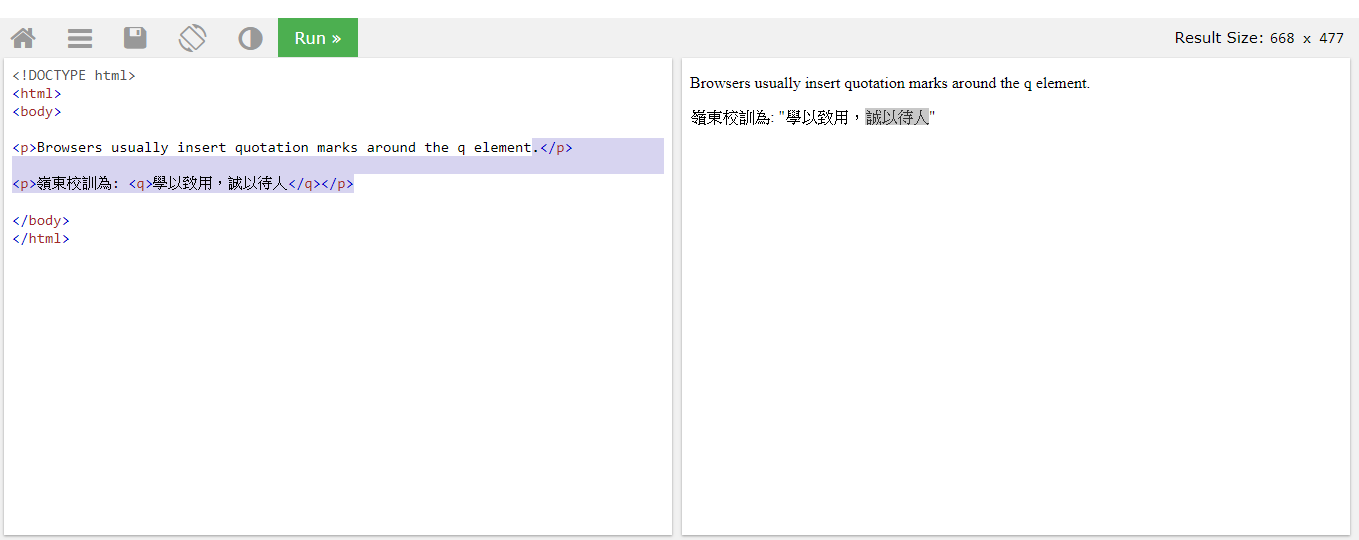 Run »
Result Size: 668 x 477
<!DOCTYPE html>
<html>
<body>
<p>Browsers usually insert quotation marks around the q element.</p>
<p>嶺東校訓為: <q>學以致用，誠以待人</q></p>
</body>
</html>
Browsers usually insert quotation marks around the q element.
嶺東校訓為: "學以致用，誠以待人"